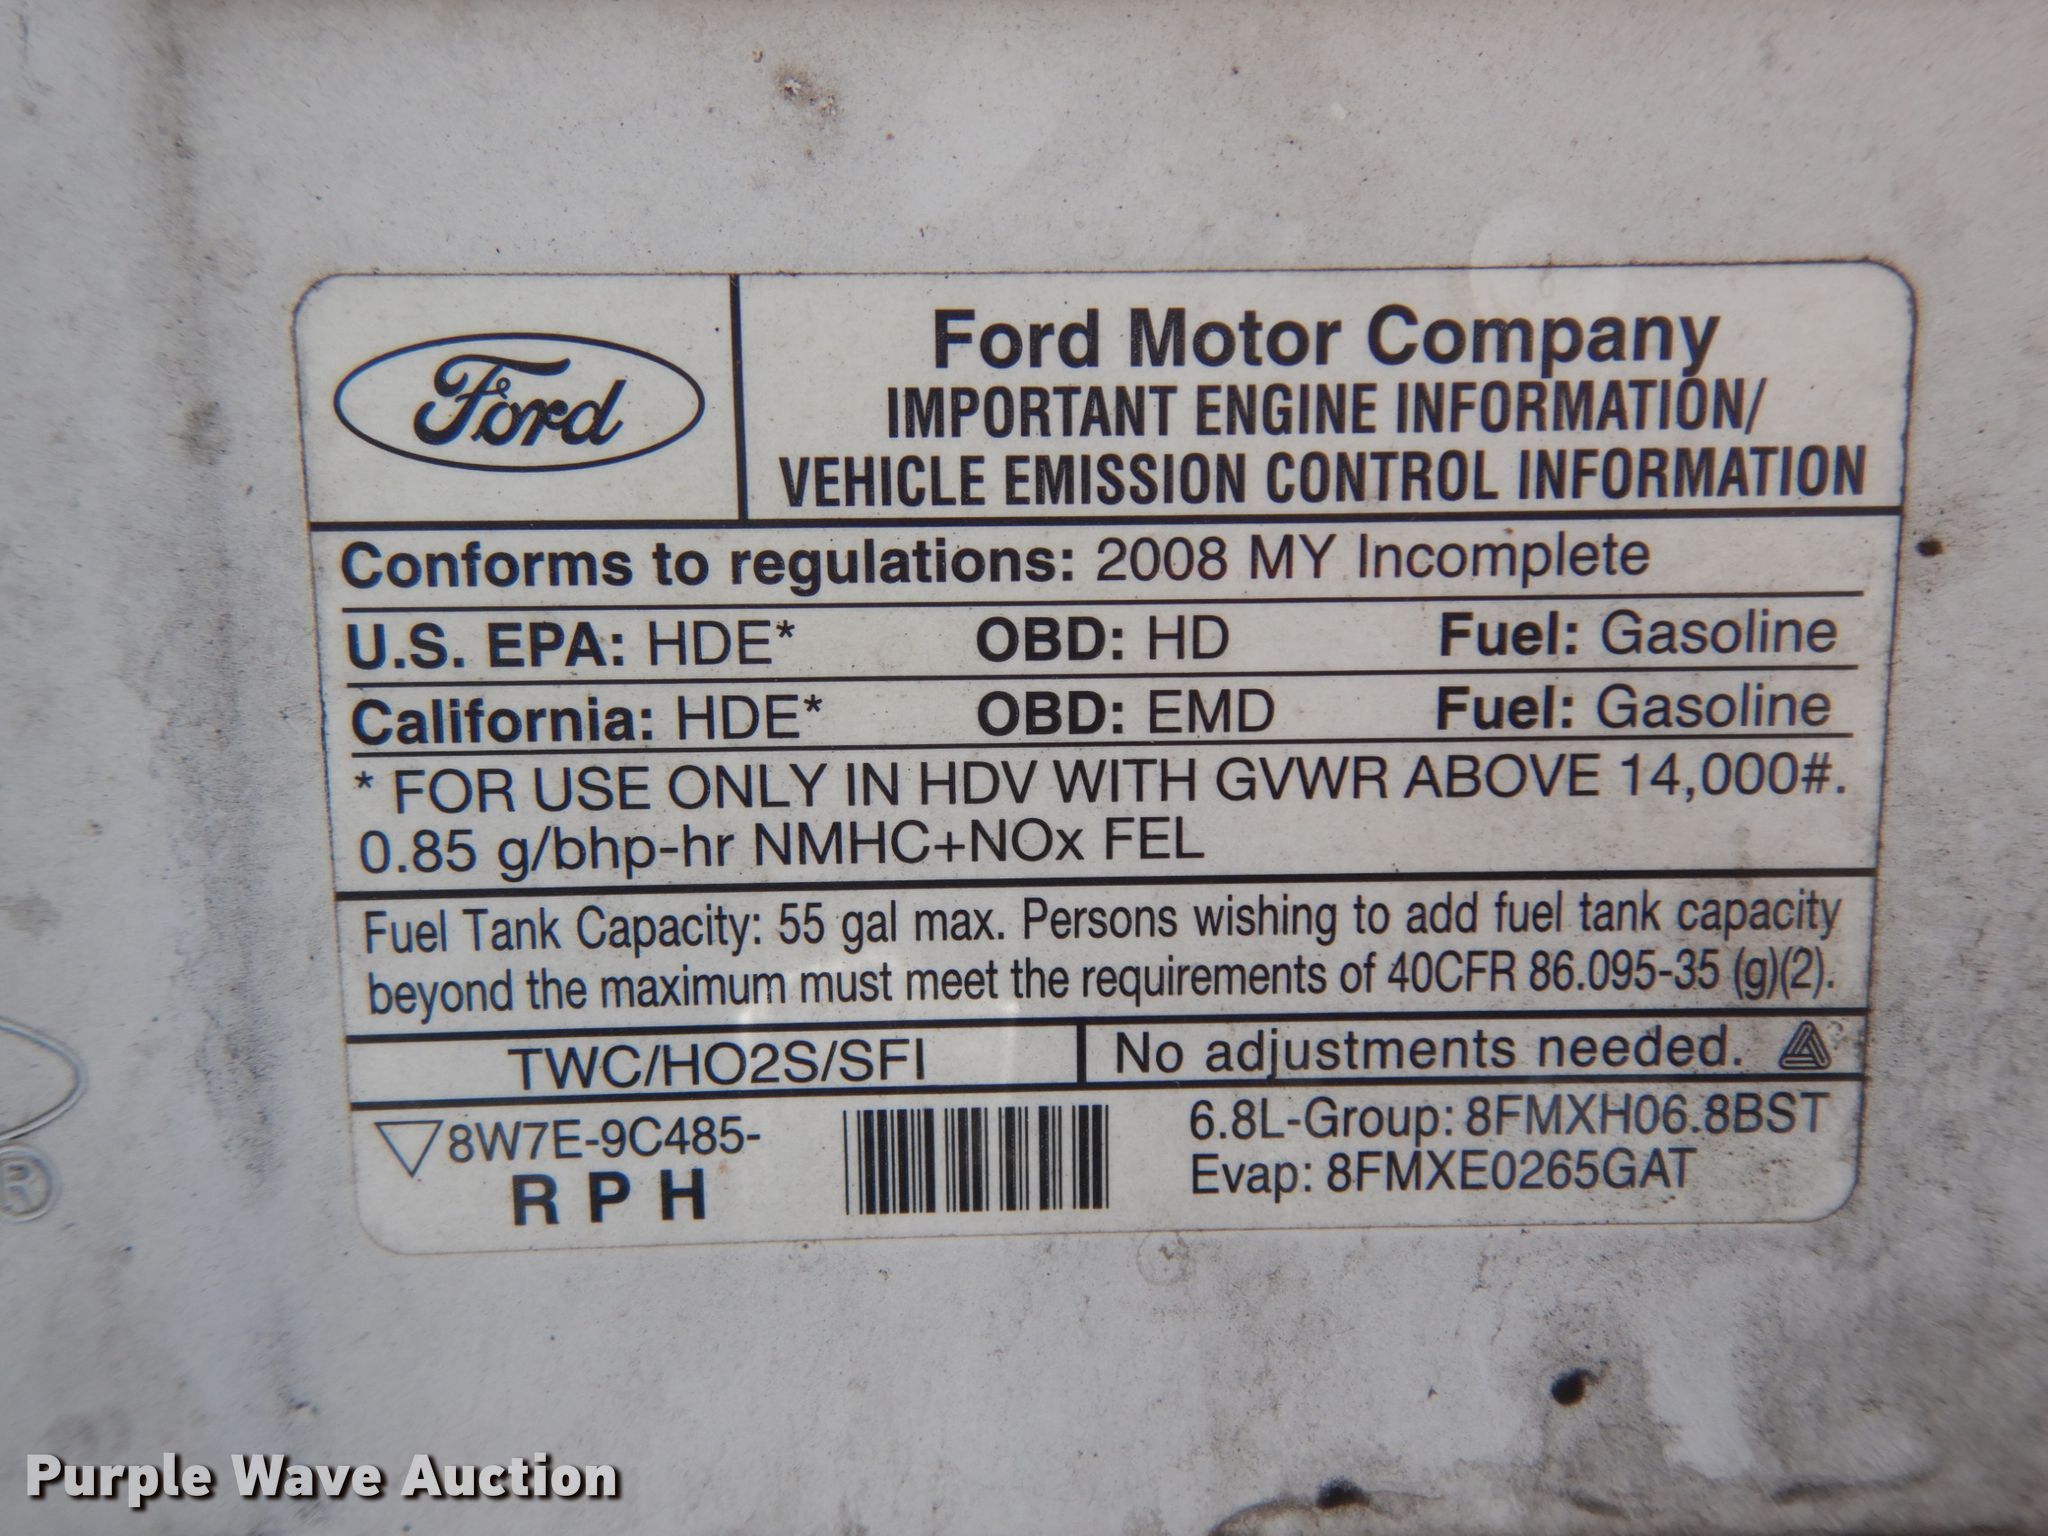 Ford
Ford Motor Company
IMPORTANT ENGINE INFORMATION/
VEHICLE EMISSION CONTROL INFORMATION
Conforms to regulations: 2008 MY Incomplete
U.S. EPA: HDE* OBD: HD Fuel: Gasoline
California: HDE* OBD: EMD Fuel: Gasoline
* FOR USE ONLY IN HDV WITH GVWR ABOVE 14,000#.
0.85 g/bhp-hr NMHC+NOx FEL
Fuel Tank Capacity: 55 gal max. Persons wishing to add fuel tank capacity
beyond the maximum must meet the requirements of 40CFR 86.095-35 (g)(2).
TWC/HO2S/SFI
No adjustments needed.
8W7E-9C485-
R P H
6.8L-Group: 8FMXH06.8BST
Evap: 8FMXE0265GAT
®
Purple Wave Auction